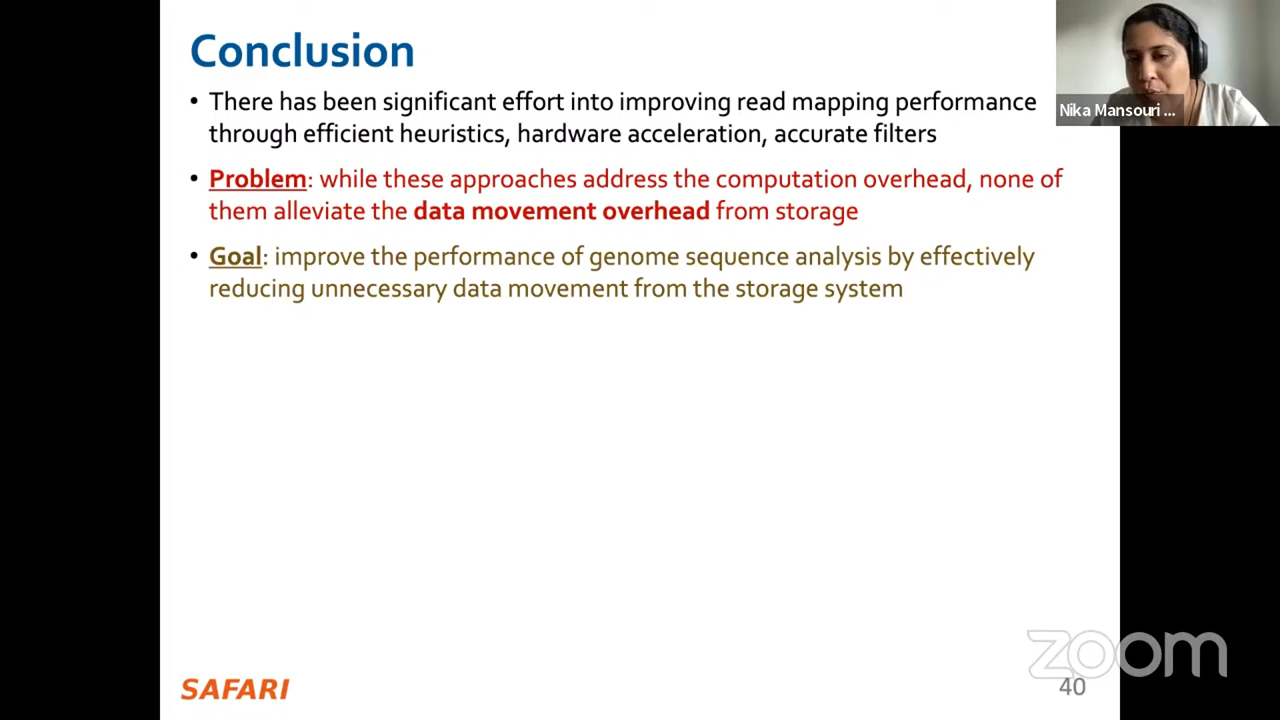 Conclusion
• There has been significant effort into improving read mapping performance
through efficient heuristics, hardware acceleration, accurate filters
• Problem: while these approaches address the computation overhead, none of
them alleviate the data movement overhead from storage
• Goal: improve the performance of genome sequence analysis by effectively
reducing unnecessary data movement from the storage system
Nika Mansouri ...
zoom
SAFARI
40